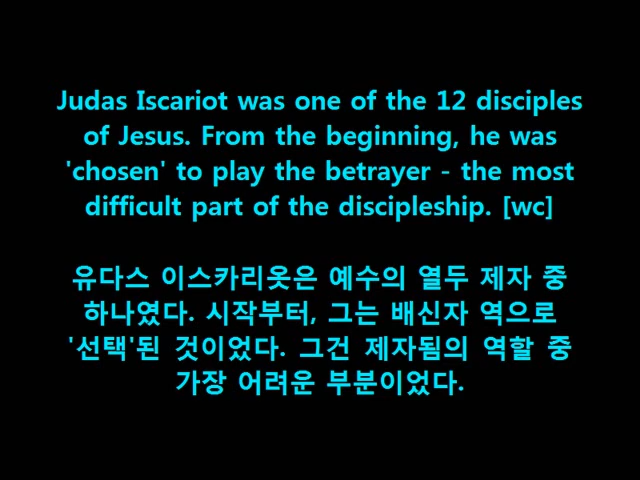 Judas Iscariot was one of the 12 disciples
of Jesus. From the beginning, he was
'chosen' to play the betrayer - the most
difficult part of the discipleship. [wc]
유다스 이스카리옷은 예수의 열두 제자 중
하나였다. 시작부터, 그는 배신자 역으로
'선택'된 것이었다. 그건 제자됨의 역할 중
가장 어려운 부분이었다.